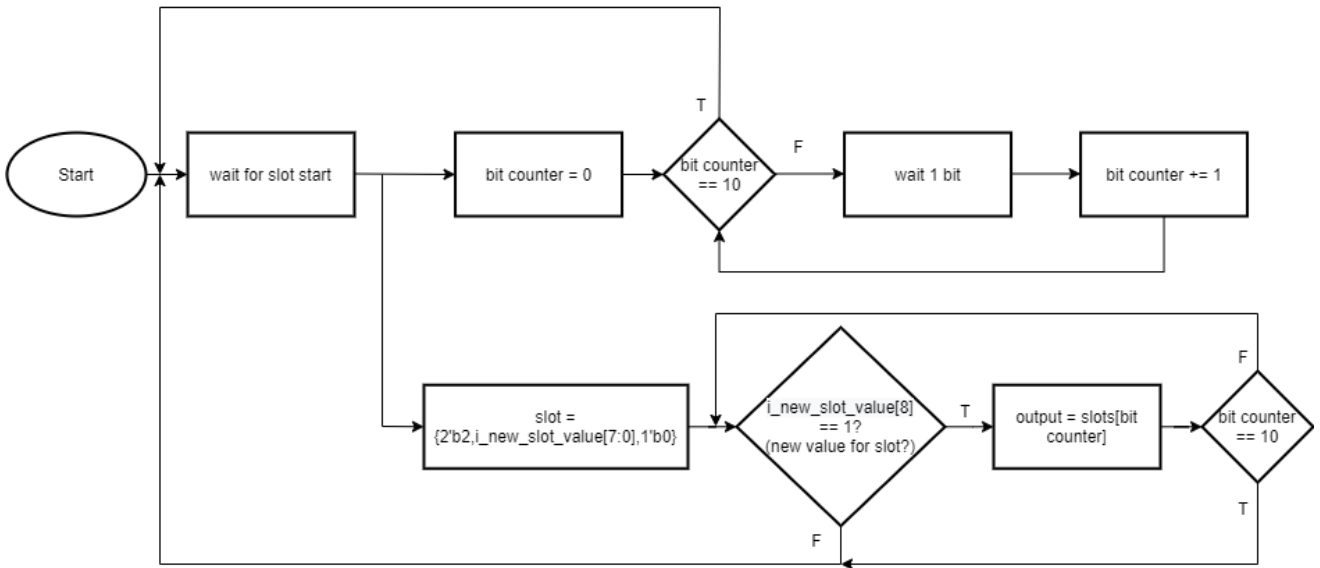 T
Start
wait for slot start
bit counter = 0
bit counter
== 10
F
wait 1 bit
bit counter += 1
slot =
{2'b2,i_new_slot_value[7:0],1'b0}
i_new_slot_value[8]
== 1?
(new value for slot?)
T
output = slots[bit
counter]
F
bit counter
== 10
T
F